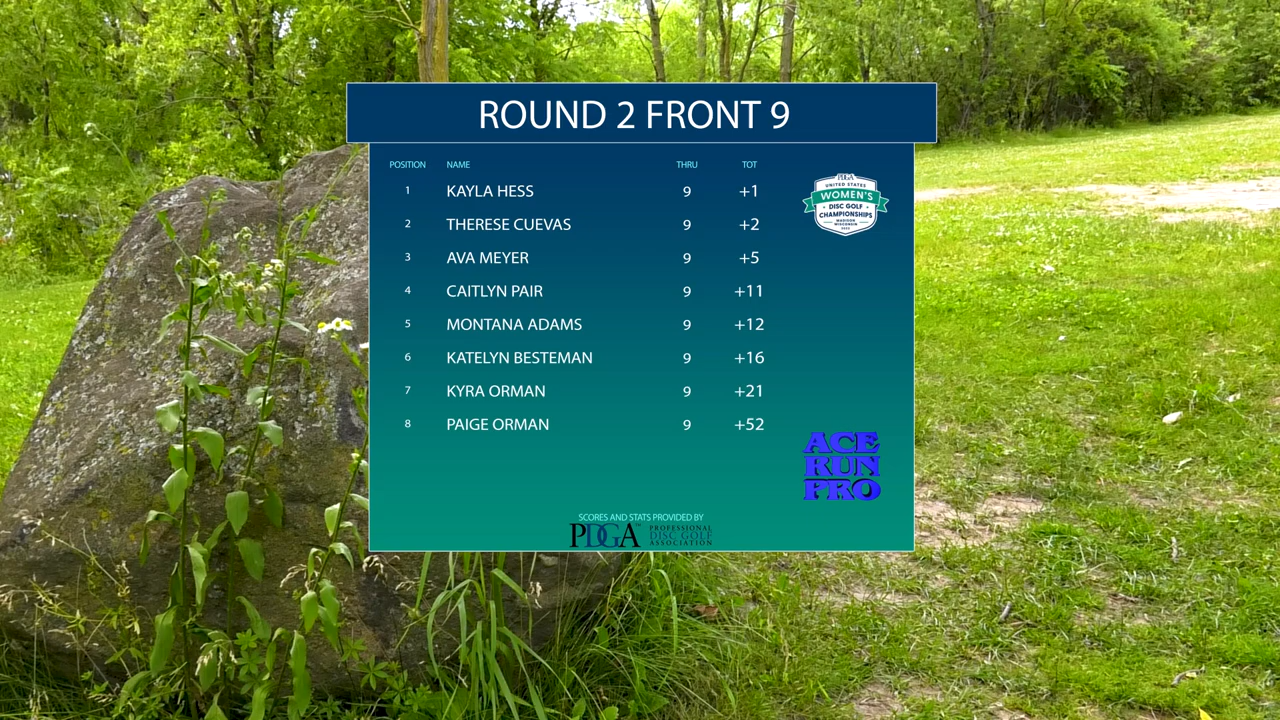 ROUND 2 FRONT 9
POSITION NAME THRU TOT
1 KAYLA HESS 9 +1
2 THERESE CUEVAS 9 +2
3 AVA MEYER 9 +5
4 CAITLYN PAIR 9 +11
5 MONTANA ADAMS 9 +12
6 KATELYN BESTEMAN 9 +16
7 KYRA ORMAN 9 +21
8 PAIGE ORMAN 9 +52
PDGA
UNITED STATES
WOMEN'S
DISC GOLF
CHAMPIONSHIPS
MADISON
WISCONSIN
ACE
RUN
PRO
SCORES AND STATS PROVIDED BY
PDGA
PROFESSIONAL
DISC GOLF
ASSOCIATION